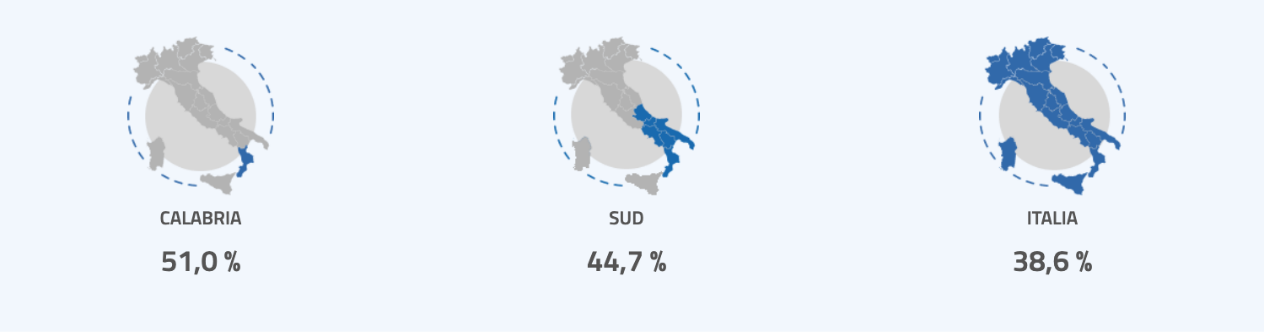 CALABRIA
51,0 %
SUD
44,7 %
ITALIA
38,6 %